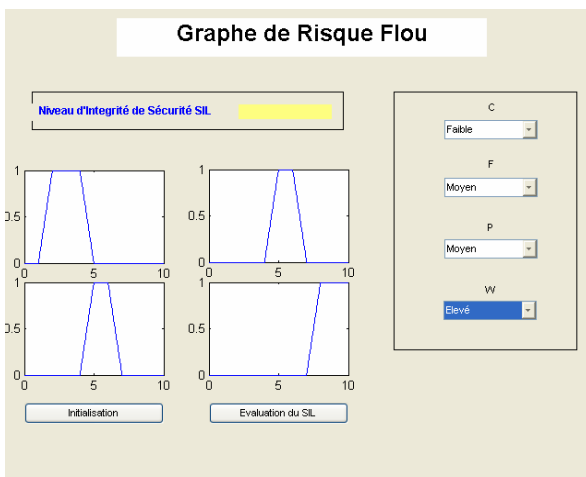 Graphe de Risque Flou
Niveau d'Integrité de Sécurité SIL
C
Faible
F
Moyen
P
Moyen
W
Elevé
1
0.5
0
0
5
10
1
0.5
0
0
5
10
1
0.5
0
0
5
10
1
0.5
0
0
5
10
Initialisation
Evaluation du SIL